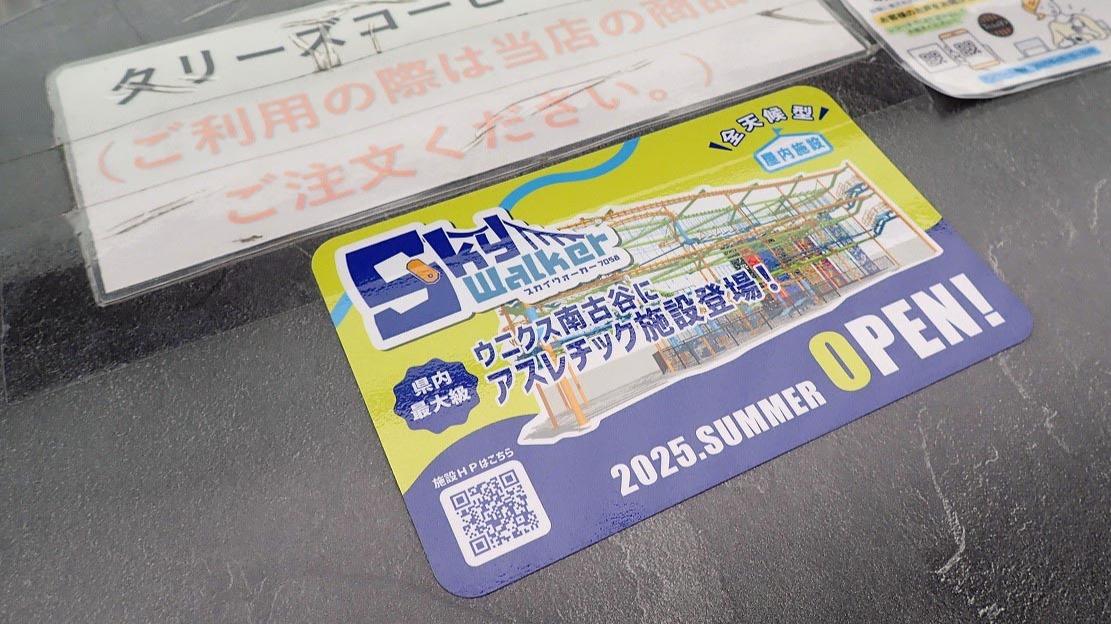 タリーズコーヒー
（ご利用の際は当店の商品
ご注文ください。）
全天候型
屋内施設
Sky
Walker
スカイウォーカー7058
ウニクス南古谷に
アスレチック施設登場！
県内
最大級
2025.SUMMER OPEN!
施設HPはこちら